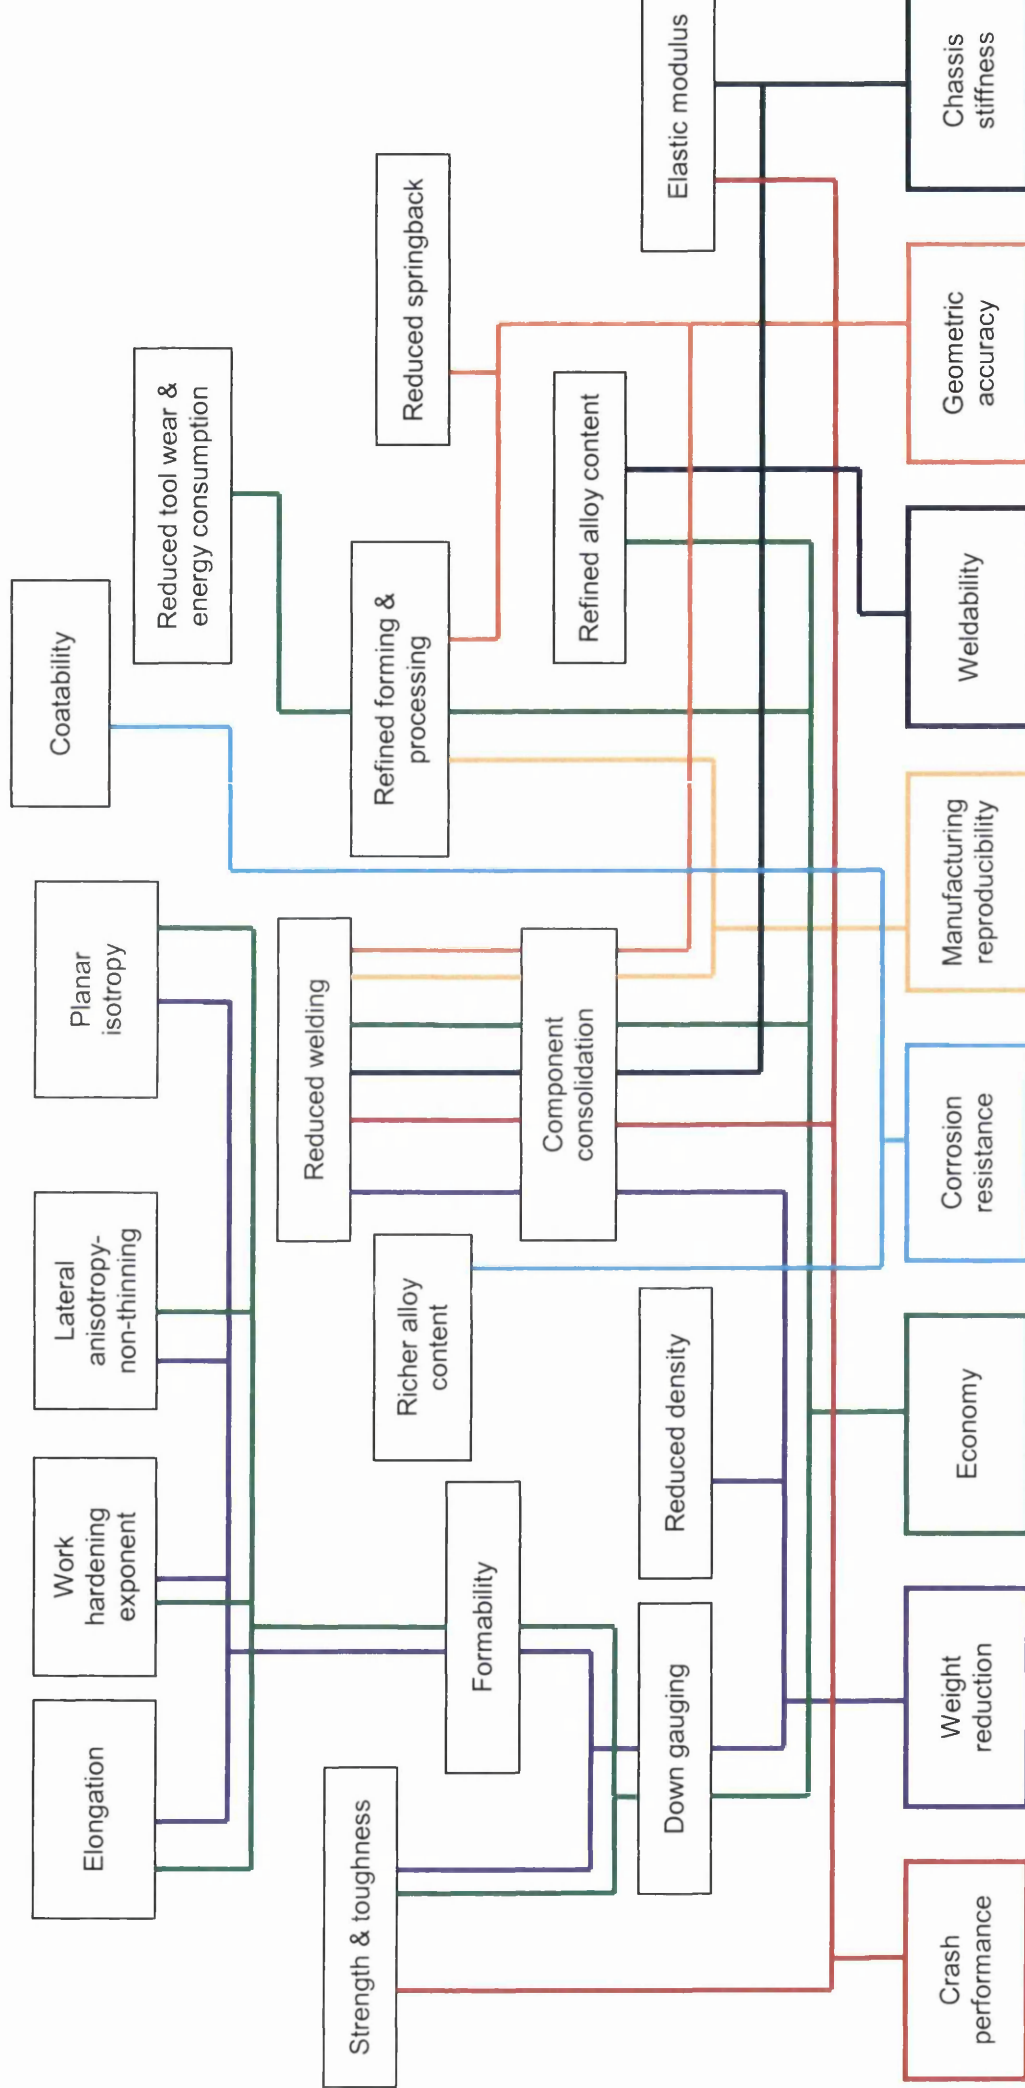 Elongation
Work
hardening
exponent
Lateral
anisotropy-
non-thinning
Planar
isotropy
Coatability
Reduced tool wear &
energy consumption
Strength & toughness
Formability
Richer alloy
content
Reduced welding
Refined forming &
processing
Reduced springback
Down gauging
Reduced density
Component
consolidation
Refined alloy content
Elastic modulus
Crash
performance
Weight
reduction
Economy
Corrosion
resistance
Manufacturing
reproducibility
Weldability
Geometric
accuracy
Chassis
stiffness